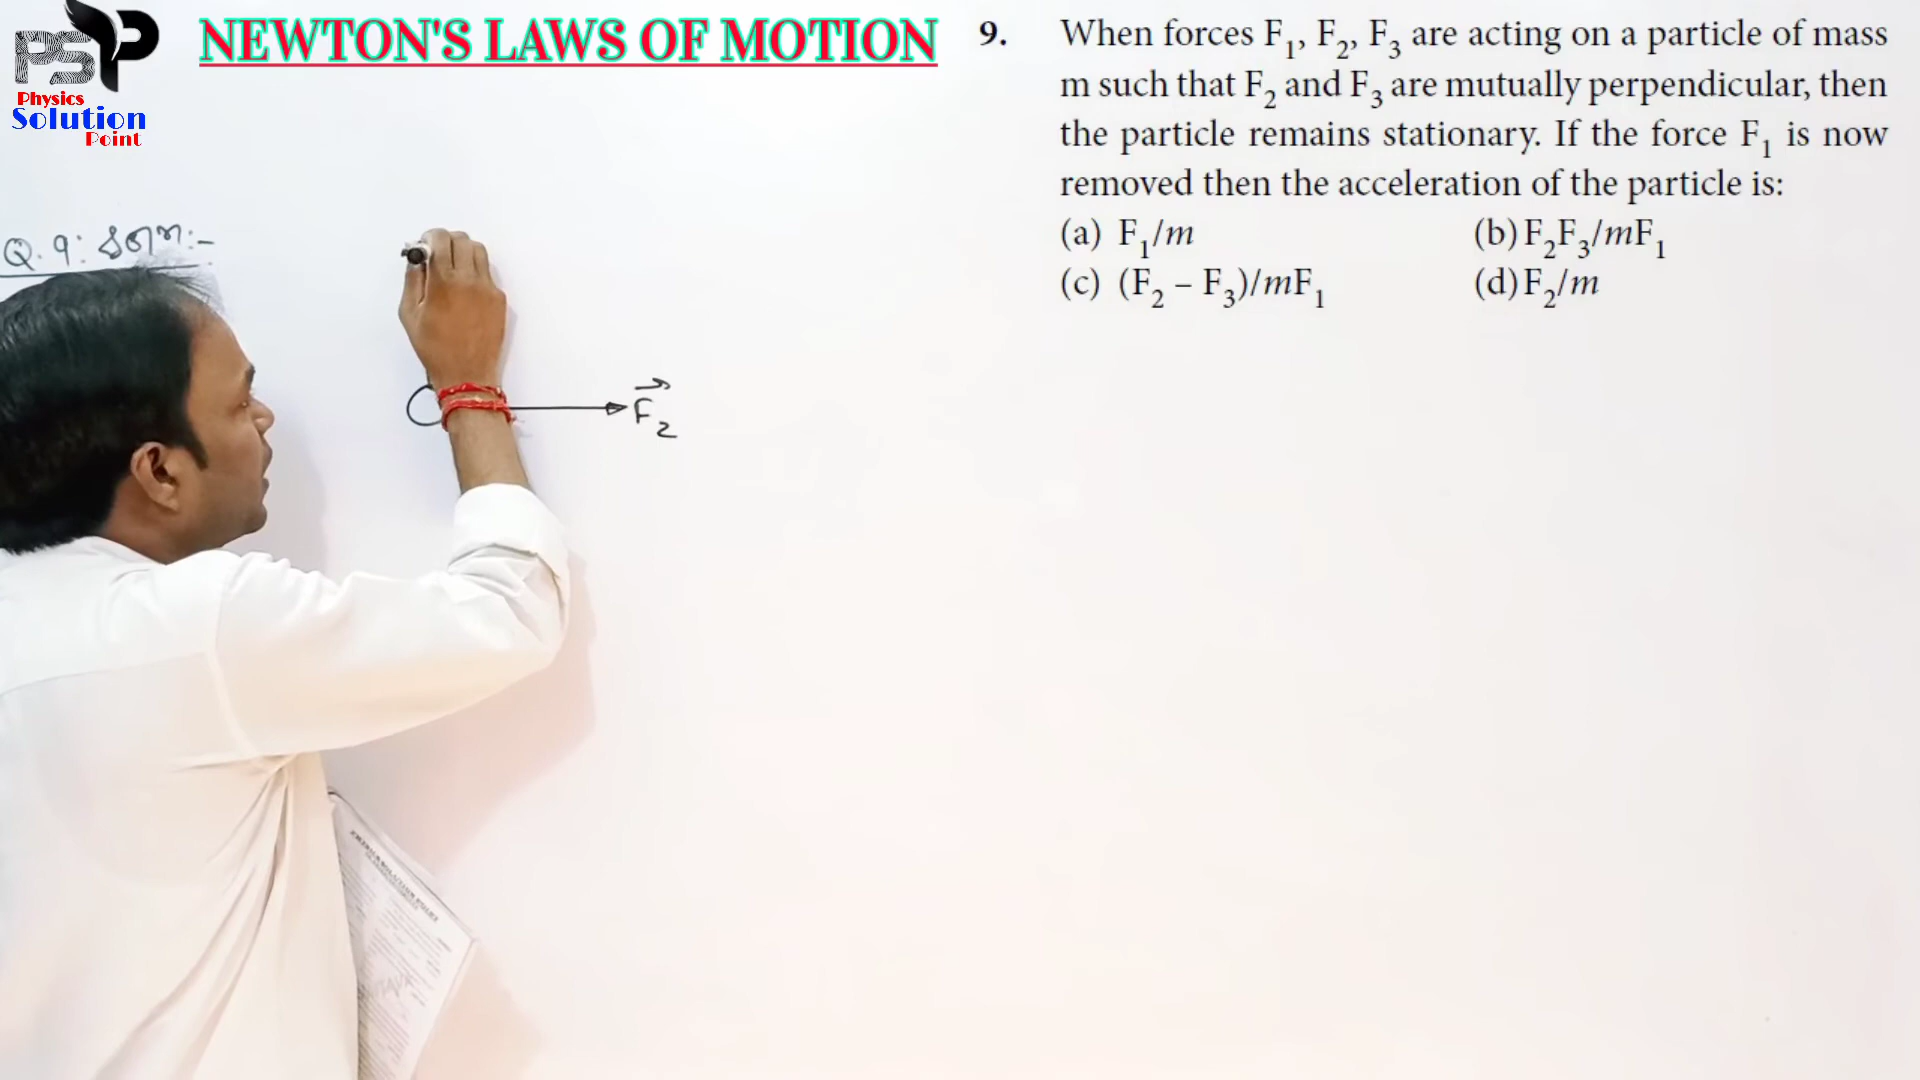 PSP
Physics
Solution
Point
NEWTON'S LAWS OF MOTION
9. When forces F₁, F₂, F₃ are acting on a particle of mass
m such that F₂ and F₃ are mutually perpendicular, then
the particle remains stationary. If the force F₁ is now
removed then the acceleration of the particle is:
(a) F₁/m (b) F₂F₃/mF₁
(c) (F₂ – F₃)/mF₁ (d) F₂/m
Q. 9:
F⃗₂